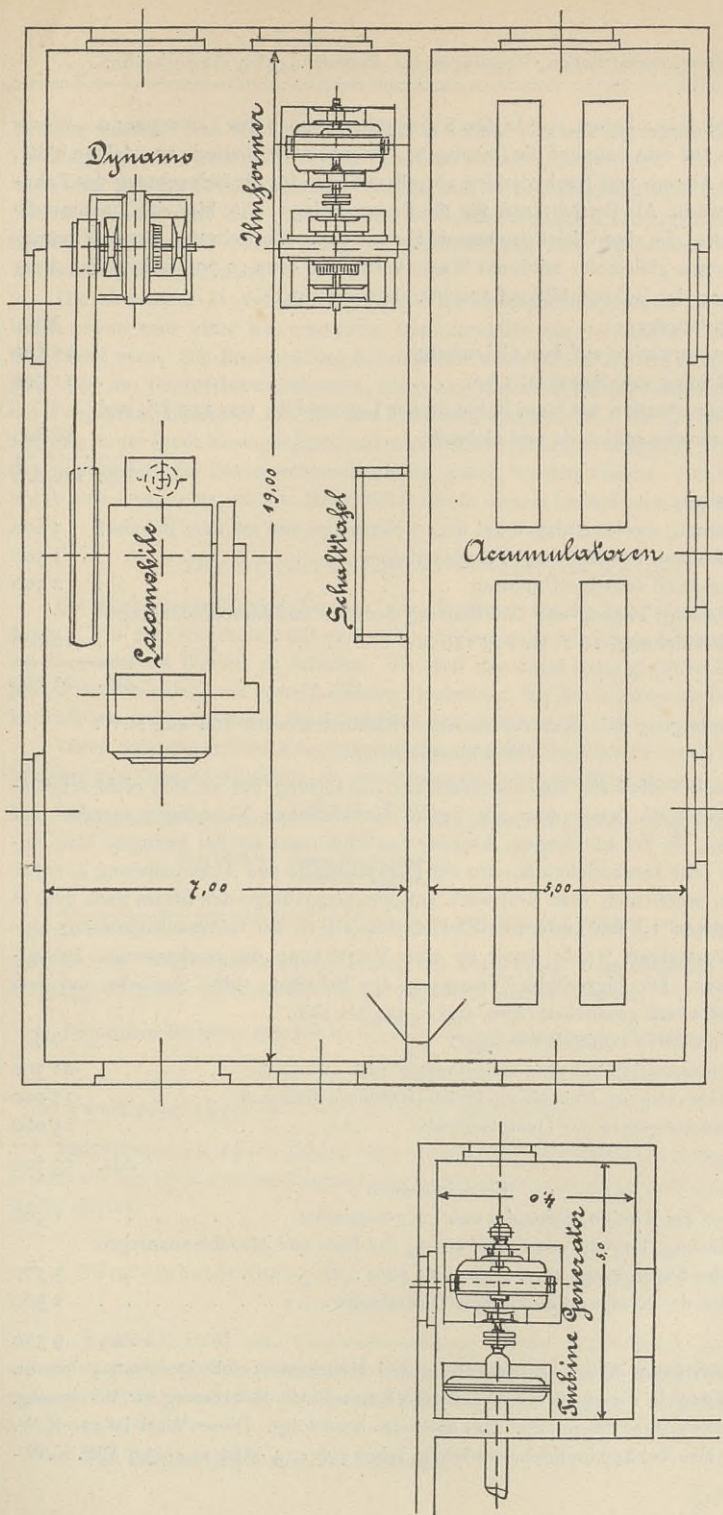 Dynamo
Umformer
19,00
Locomobile
Schalttafel
Accumulatoren
7,00
5,00
4,0
5,0
Turbine Generator